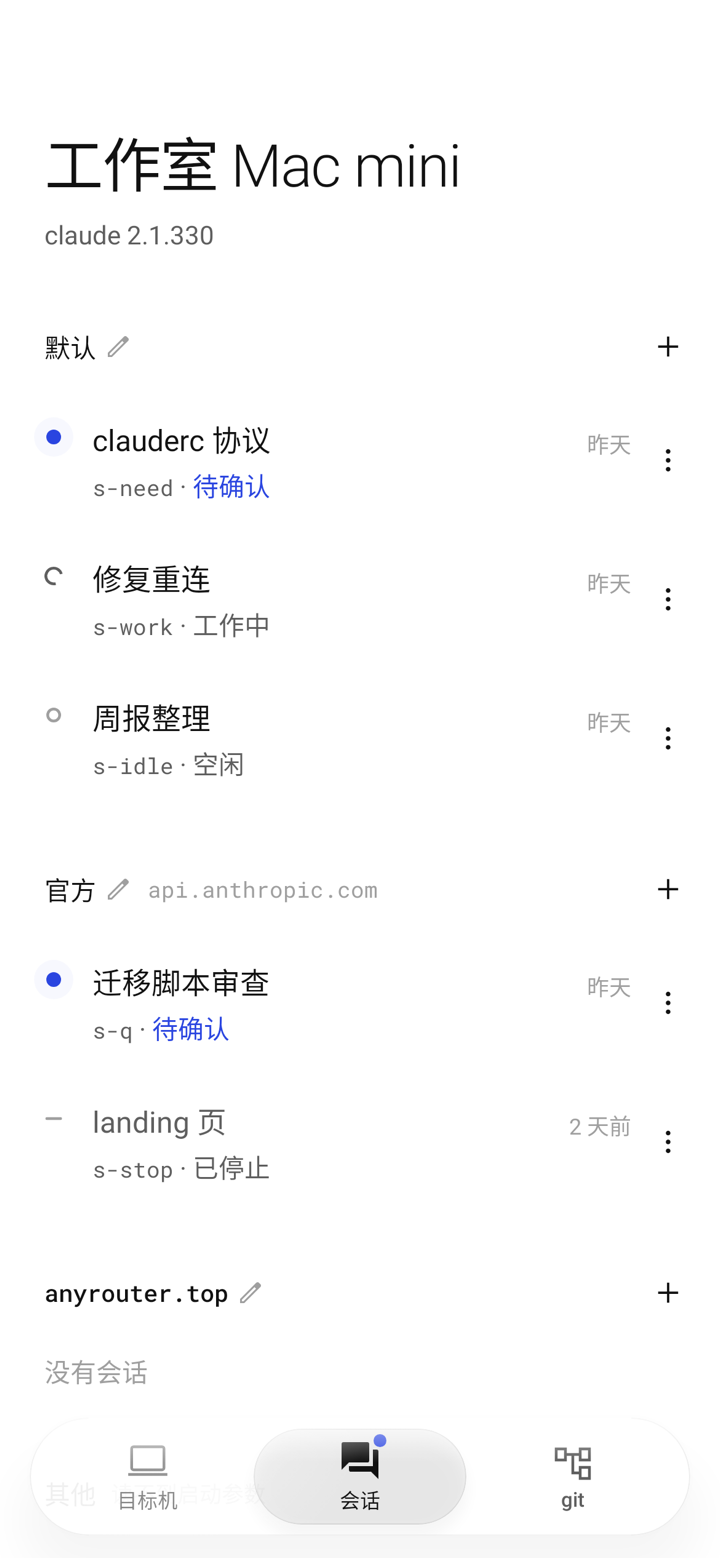 工作室 Mac mini
claude 2.1.330
默认
clauderc 协议
昨天
s-need · 待确认
修复重连
昨天
s-work · 工作中
周报整理
昨天
s-idle · 空闲
官方 api.anthropic.com
迁移脚本审查
昨天
s-q · 待确认
landing 页
2 天前
s-stop · 已停止
anyrouter.top
没有会话
其他 启动参数
目标机
会话
git